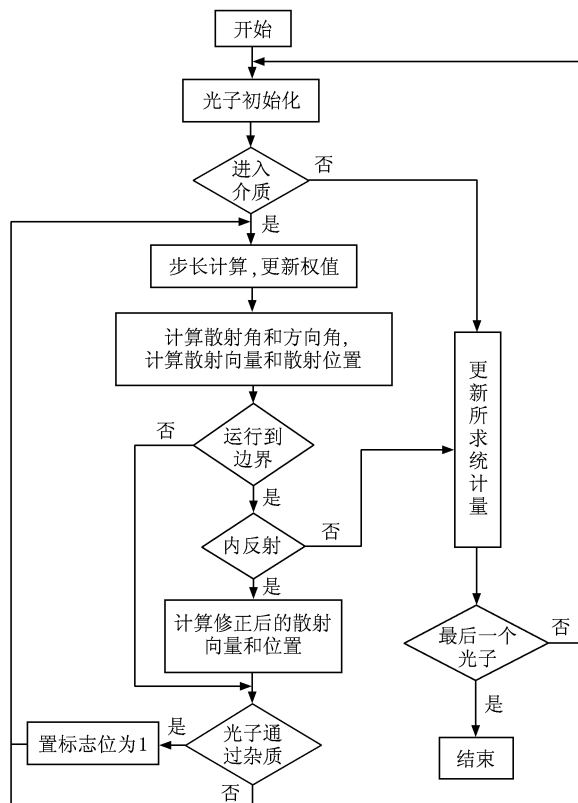 开始
光子初始化
进入
介质
否
是
步长计算,更新权值
计算散射角和方向角,
计算散射向量和散射位置
更
新
所
求
统
计
量
否
运行到
边界
是
内反射
否
是
计算修正后的散射
向量和位置
最后一个
光子
否
是
光子通
过杂质
是
置标志位为1
否
结束